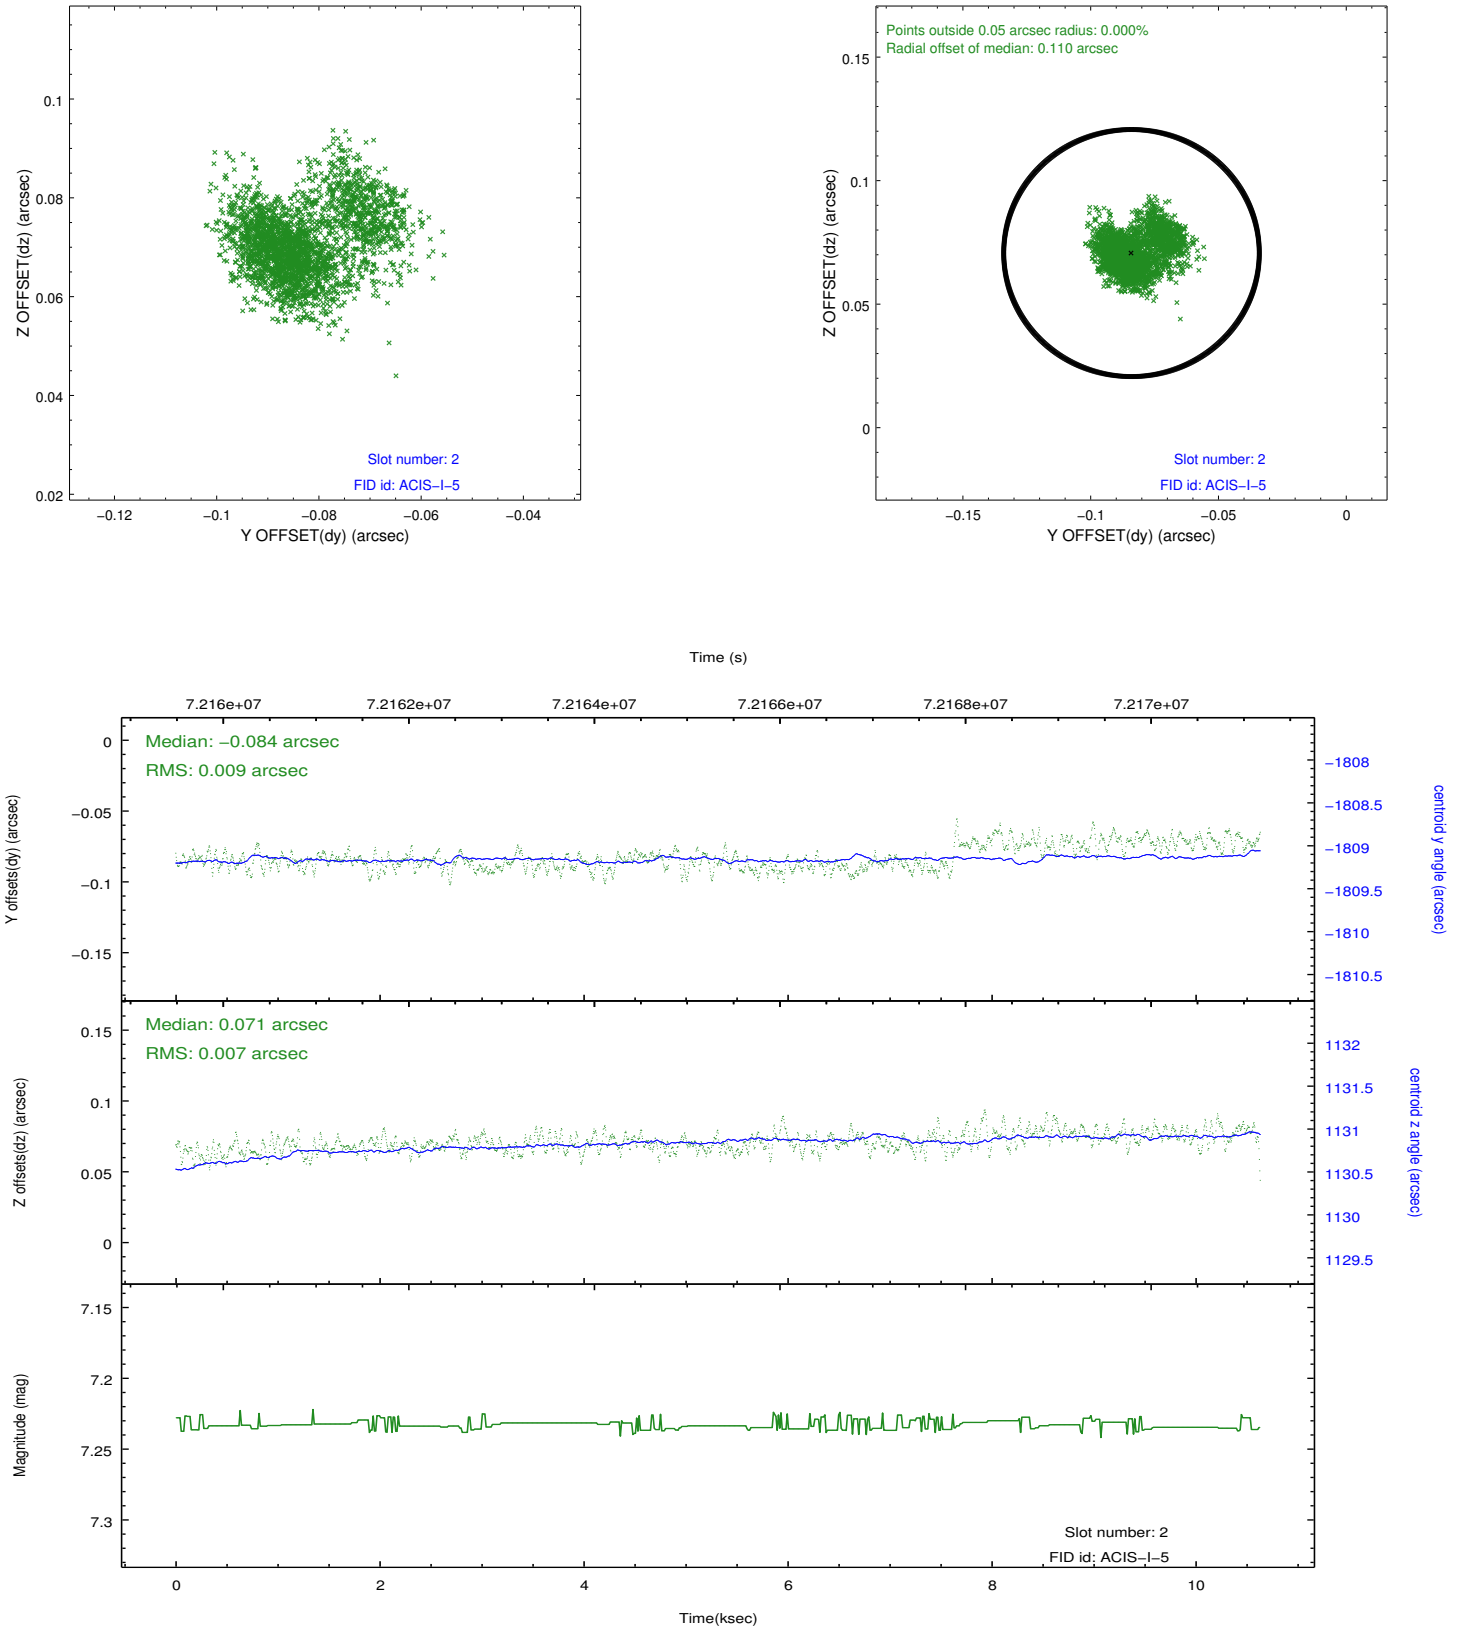 0.1
0.08
0.06
0.04
0.02
Z OFFSET(dz) (arcsec)
Slot number: 2
FID id: ACIS−I−5
−0.12
−0.1
−0.08
−0.06
−0.04
Y OFFSET(dy) (arcsec)
Points outside 0.05 arcsec radius: 0.000%
Radial offset of median: 0.110 arcsec
0.15
0.1
0.05
0
Z OFFSET(dz) (arcsec)
Slot number: 2
FID id: ACIS−I−5
−0.15
−0.1
−0.05
0
Y OFFSET(dy) (arcsec)
Time (s)
7.216e+07
7.2162e+07
7.2164e+07
7.2166e+07
7.2168e+07
7.217e+07
Median: −0.084 arcsec
RMS: 0.009 arcsec
0
−0.05
−0.1
−0.15
Y offsets(dy) (arcsec)
−1808
−1808.5
−1809
−1809.5
−1810
−1810.5
centroid y angle (arcsec)
Median: 0.071 arcsec
RMS: 0.007 arcsec
0.15
0.1
0.05
0
Z offsets(dz) (arcsec)
1132
1131.5
1131
1130.5
1130
1129.5
centroid z angle (arcsec)
7.15
7.2
7.25
7.3
Magnitude (mag)
Slot number: 2
FID id: ACIS−I−5
0
2
4
6
8
10
Time(ksec)